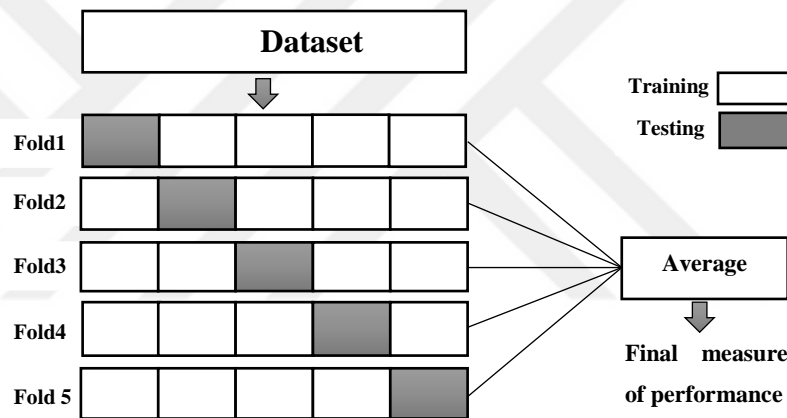 Dataset
Training
Testing
Fold1
Fold2
Fold3
Fold4
Fold 5
Average
Final measure
of performance